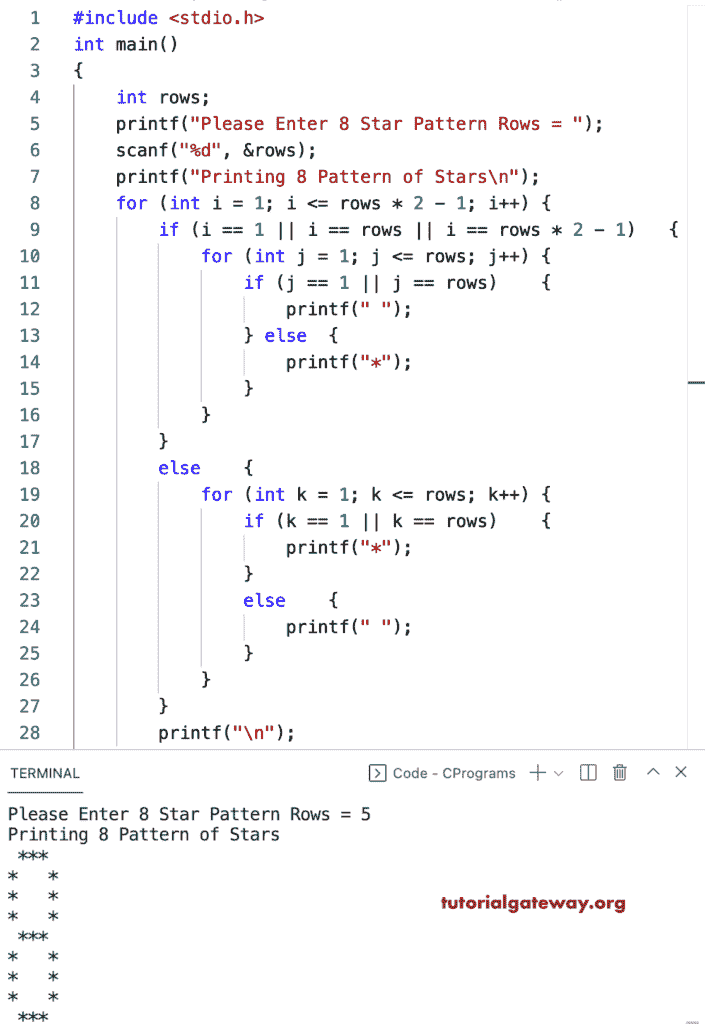 1 #include <stdio.h>
2 int main()
3 {
4     int rows;
5     printf("Please Enter 8 Star Pattern Rows = ");
6     scanf("%d", &rows);
7     printf("Printing 8 Pattern of Stars\n");
8     for (int i = 1; i <= rows * 2 - 1; i++) {
9         if (i == 1 || i == rows || i == rows * 2 - 1)   {
10             for (int j = 1; j <= rows; j++) {
11                 if (j == 1 || j == rows)    {
12                     printf(" ");
13                 } else  {
14                     printf("*");
15                 }
16             }
17         }
18         else    {
19             for (int k = 1; k <= rows; k++) {
20                 if (k == 1 || k == rows)    {
21                     printf("*");
22                 }
23                 else    {
24                     printf(" ");
25                 }
26             }
27         }
28         printf("\n");
TERMINAL Code - CPrograms
Please Enter 8 Star Pattern Rows = 5
Printing 8 Pattern of Stars
 ***
*   *
*   *
*   *
 ***
*   *
*   *
*   *
 ***
tutorialgateway.org